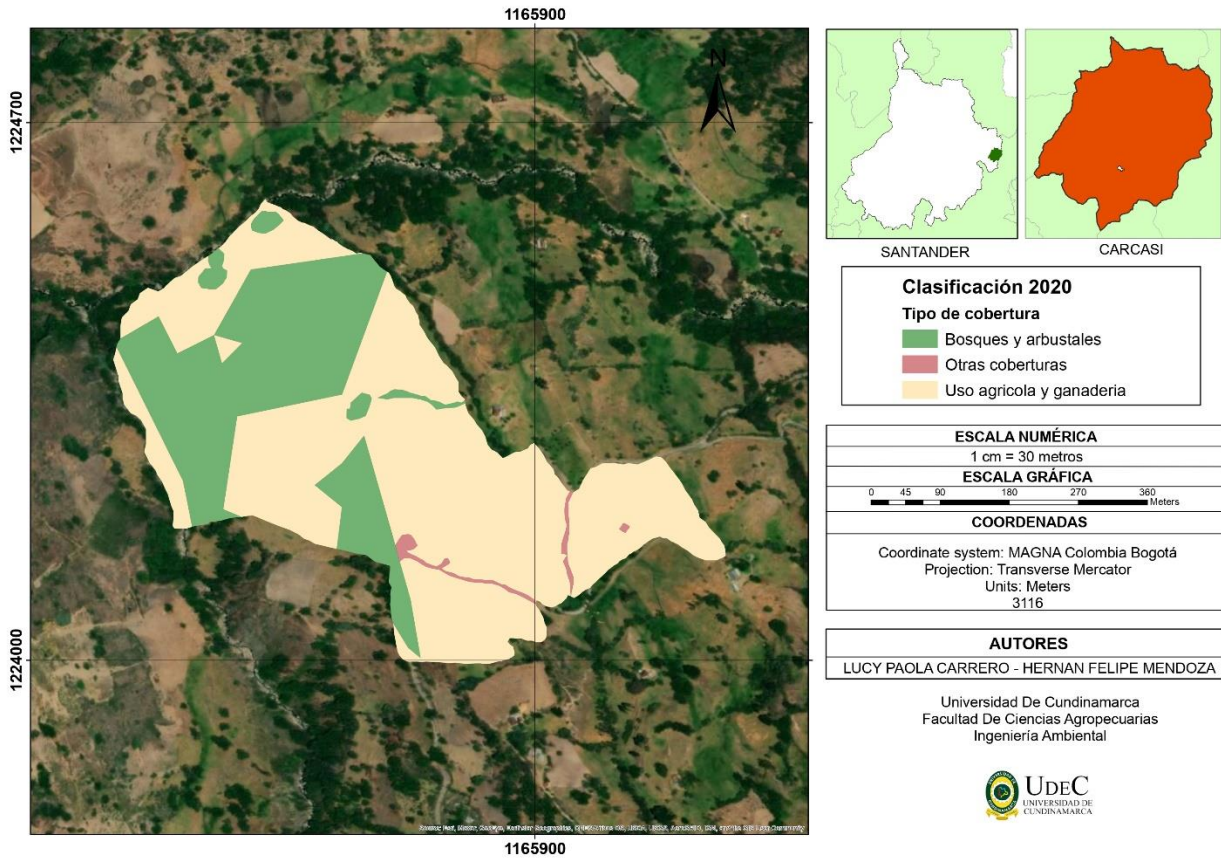 1165900
1224700
1224000
N
1165900
SANTANDER
CARCASI
Clasificación 2020
Tipo de cobertura
Bosques y arbustales
Otras coberturas
Uso agricola y ganaderia
ESCALA NUMÉRICA
1 cm = 30 metros
ESCALA GRÁFICA
0 45 90 180 270 360
Meters
COORDENADAS
Coordinate system: MAGNA Colombia Bogotá
Projection: Transverse Mercator
Units: Meters
3116
AUTORES
LUCY PAOLA CARRERO - HERNAN FELIPE MENDOZA
Universidad De Cundinamarca
Facultad De Ciencias Agropecuarias
Ingeniería Ambiental
UDEC
UNIVERSIDAD DE
CUNDINAMARCA